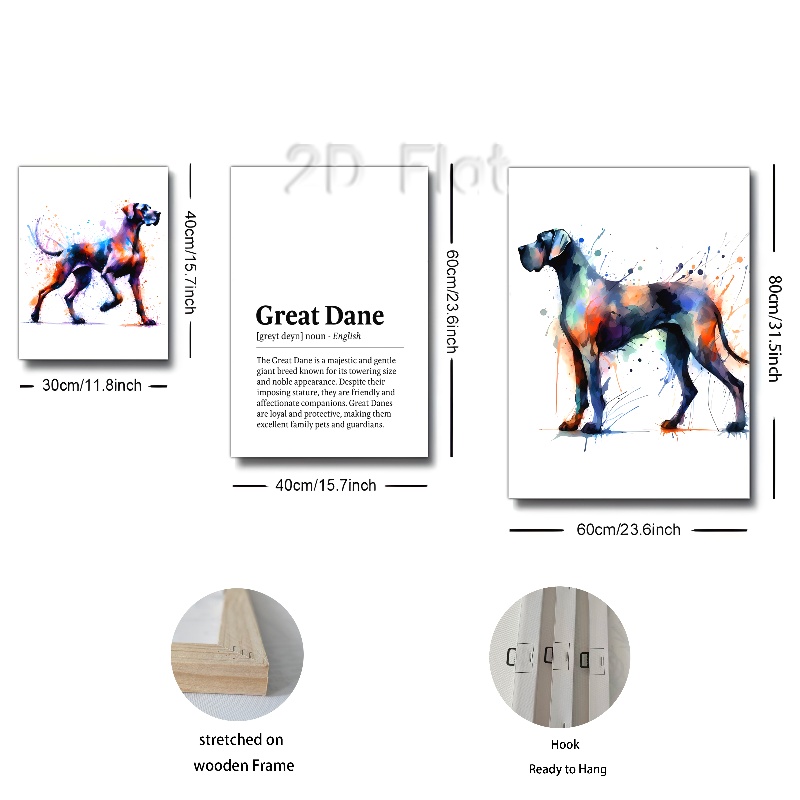 2D Flat
40cm/15.7inch
30cm/11.8inch
Great Dane
[greyt deyn] noun - English
The Great Dane is a majestic and gentle
giant breed known for its towering size
and noble appearance. Despite their
imposing stature, they are friendly and
affectionate companions. Great Danes
are loyal and protective, making them
excellent family pets and guardians.
60cm/23.6inch
40cm/15.7inch
80cm/31.5inch
60cm/23.6inch
stretched on
wooden Frame
Hook
Ready to Hang